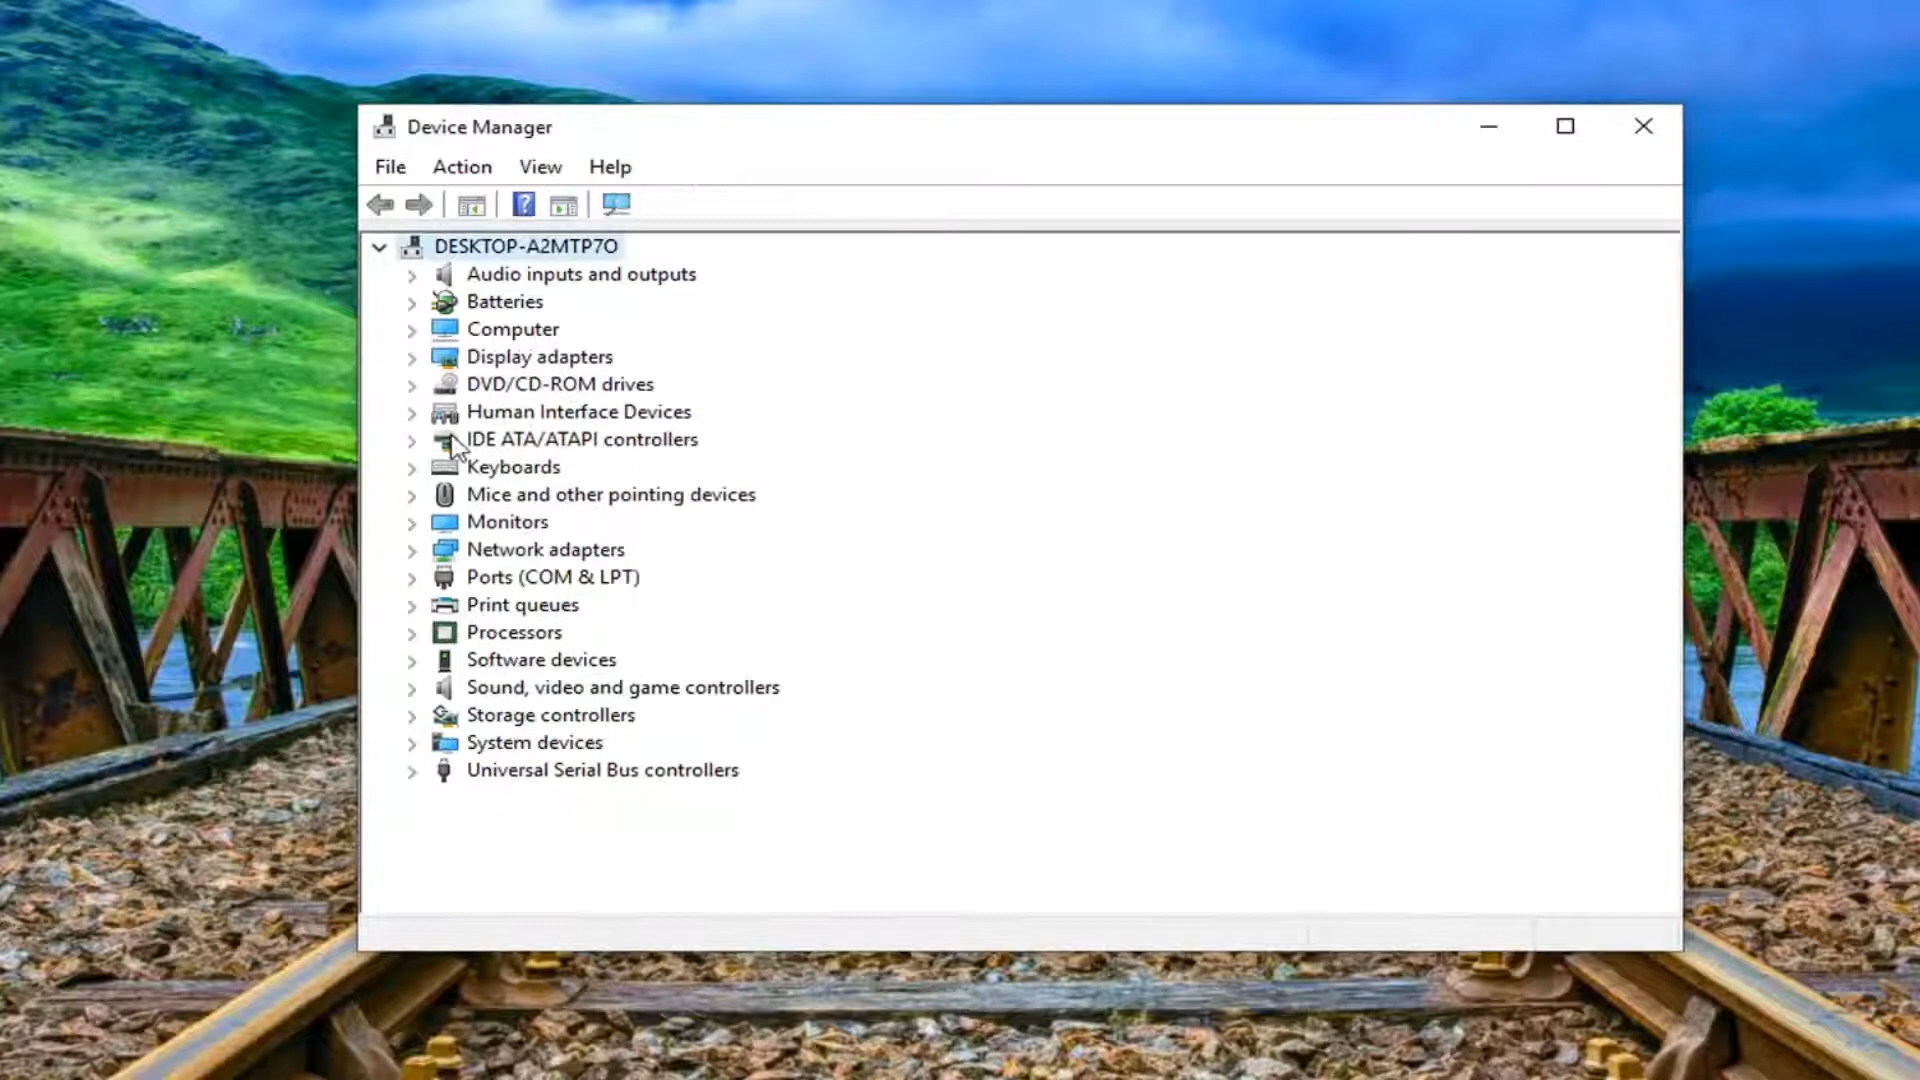 Device Manager
File Action View Help
DESKTOP-A2MTP7O
Audio inputs and outputs
Batteries
Computer
Display adapters
DVD/CD-ROM drives
Human Interface Devices
IDE ATA/ATAPI controllers
Keyboards
Mice and other pointing devices
Monitors
Network adapters
Ports (COM & LPT)
Print queues
Processors
Software devices
Sound, video and game controllers
Storage controllers
System devices
Universal Serial Bus controllers